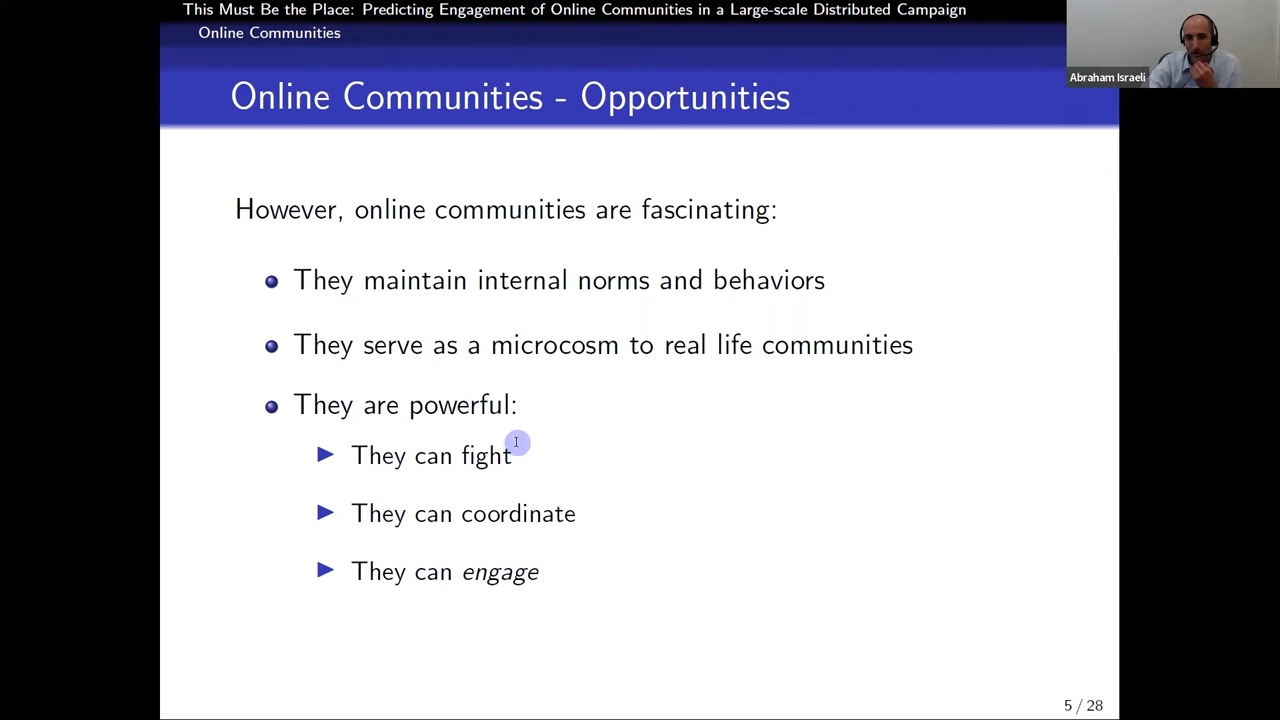 This Must Be the Place: Predicting Engagement of Online Communities in a Large-scale Distributed Campaign
Online Communities
Abraham Israeli
Online Communities - Opportunities
However, online communities are fascinating:
They maintain internal norms and behaviors
They serve as a microcosm to real life communities
They are powerful:
They can fight
They can coordinate
They can engage
5 / 28